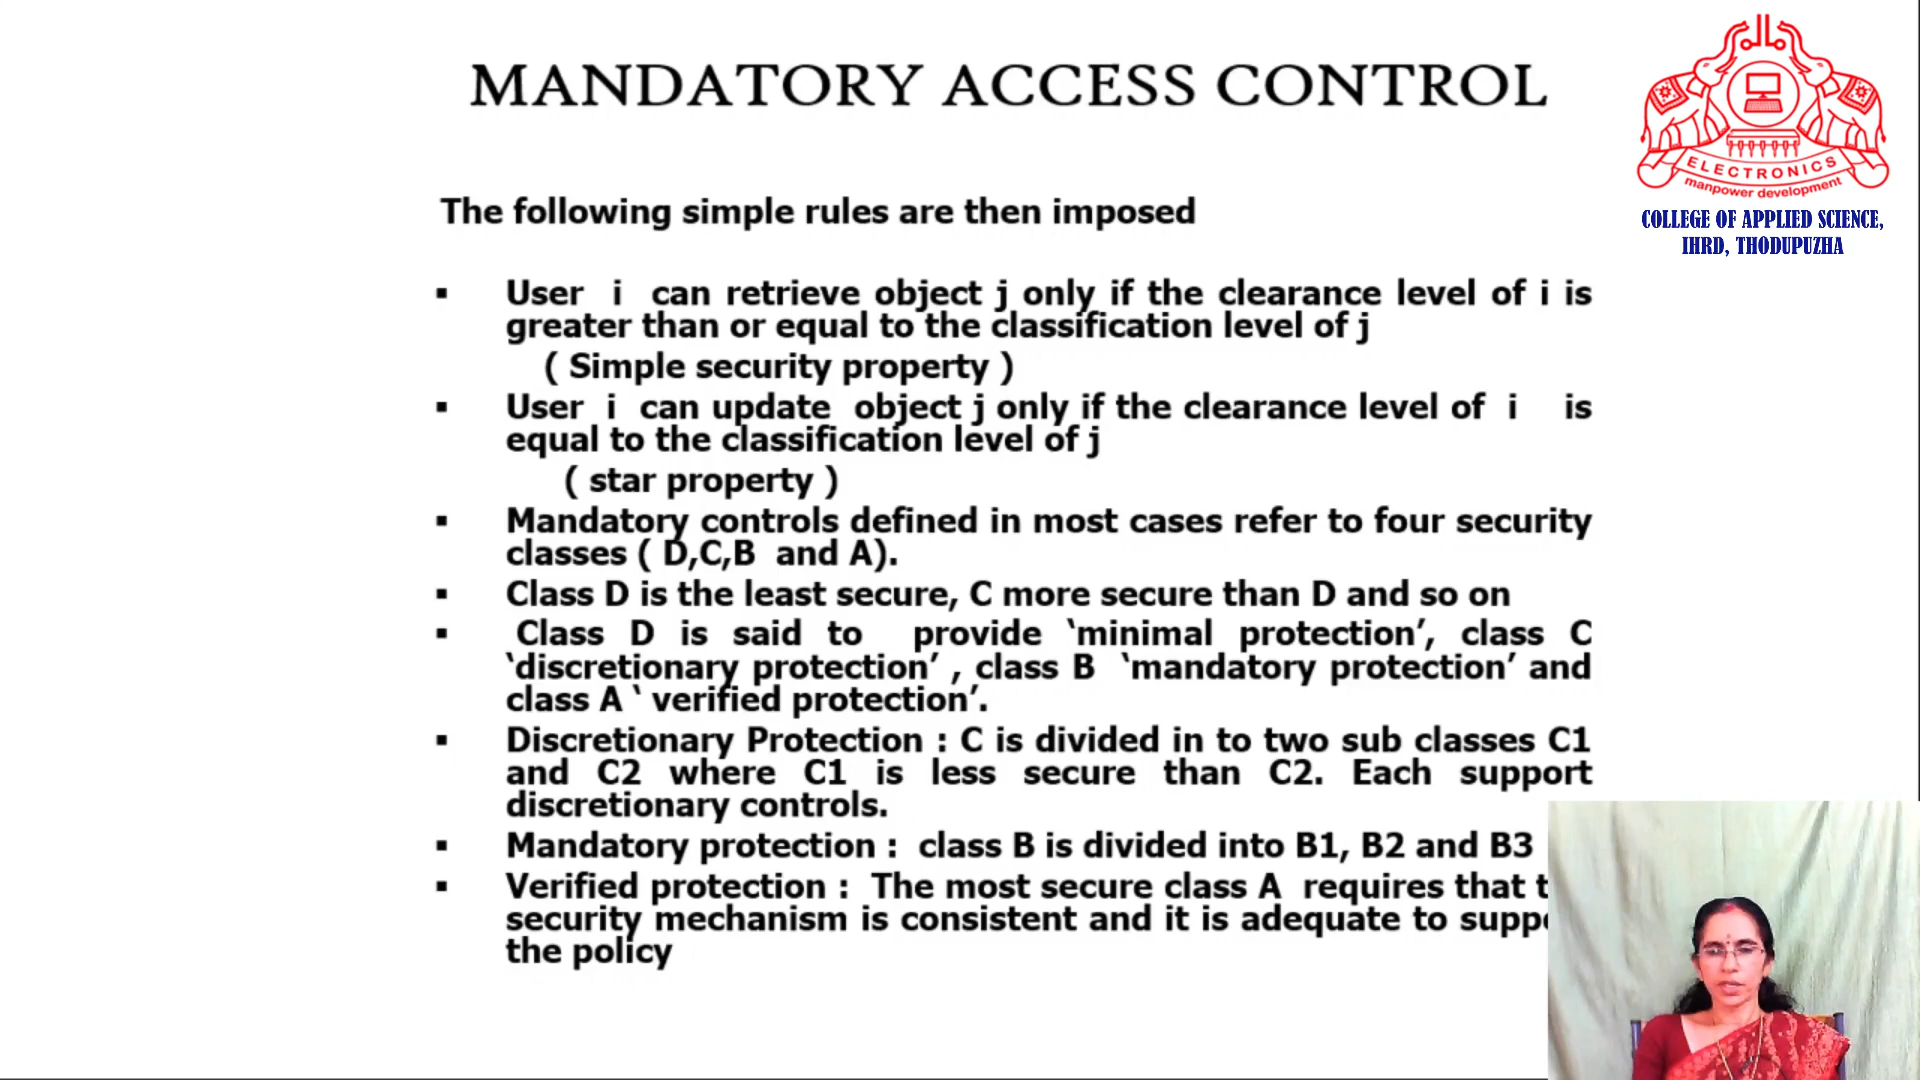 MANDATORY ACCESS CONTROL
ELECTRONICS
manpower development
COLLEGE OF APPLIED SCIENCE,
IHRD, THODUPUZHA
The following simple rules are then imposed
▪ User i can retrieve object j only if the clearance level of i is
greater than or equal to the classification level of j
( Simple security property )
▪ User i can update object j only if the clearance level of i is
equal to the classification level of j
( star property )
▪ Mandatory controls defined in most cases refer to four security
classes ( D,C,B and A).
▪ Class D is the least secure, C more secure than D and so on
▪ Class D is said to provide ‘minimal protection’, class C
‘discretionary protection’ , class B ‘mandatory protection’ and
class A ‘ verified protection’.
▪ Discretionary Protection : C is divided in to two sub classes C1
and C2 where C1 is less secure than C2. Each support
discretionary controls.
▪ Mandatory protection : class B is divided into B1, B2 and B3
▪ Verified protection : The most secure class A requires that
security mechanism is consistent and it is adequate to
the policy